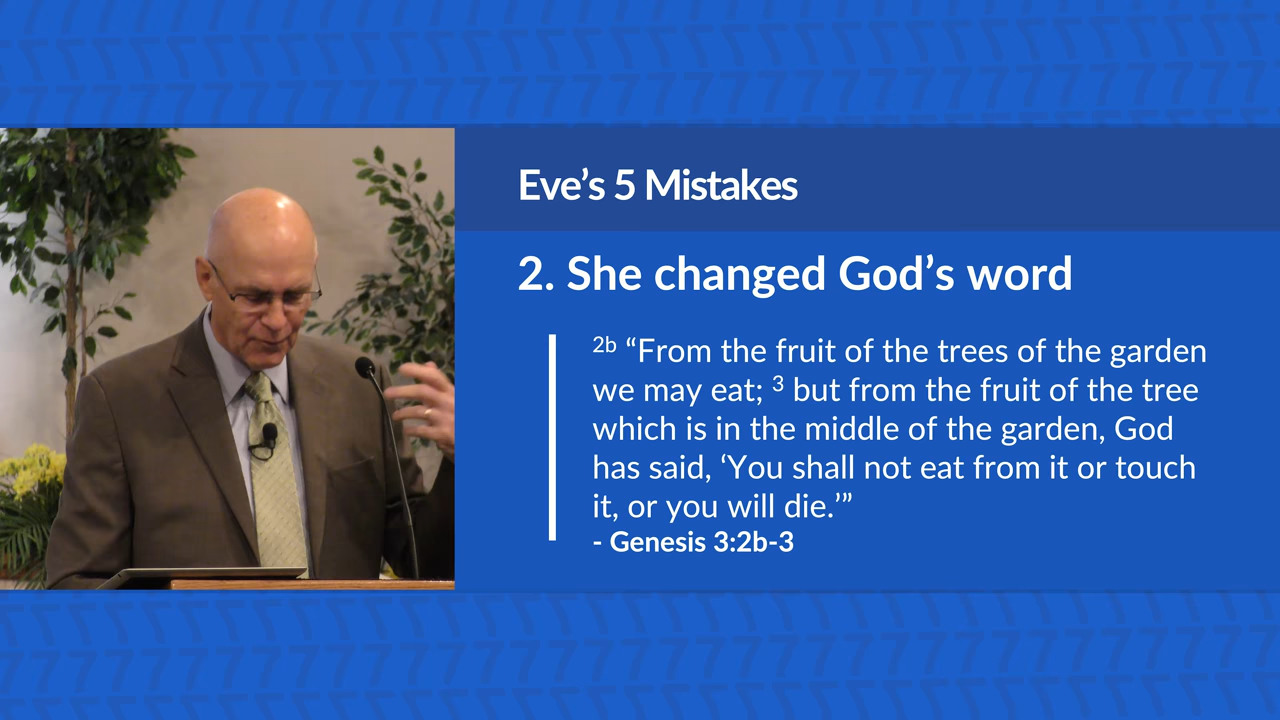 Eve’s 5 Mistakes
2. She changed God’s word
2b “From the fruit of the trees of the garden
we may eat; 3 but from the fruit of the tree
which is in the middle of the garden, God
has said, ‘You shall not eat from it or touch
it, or you will die.’”
- Genesis 3:2b-3